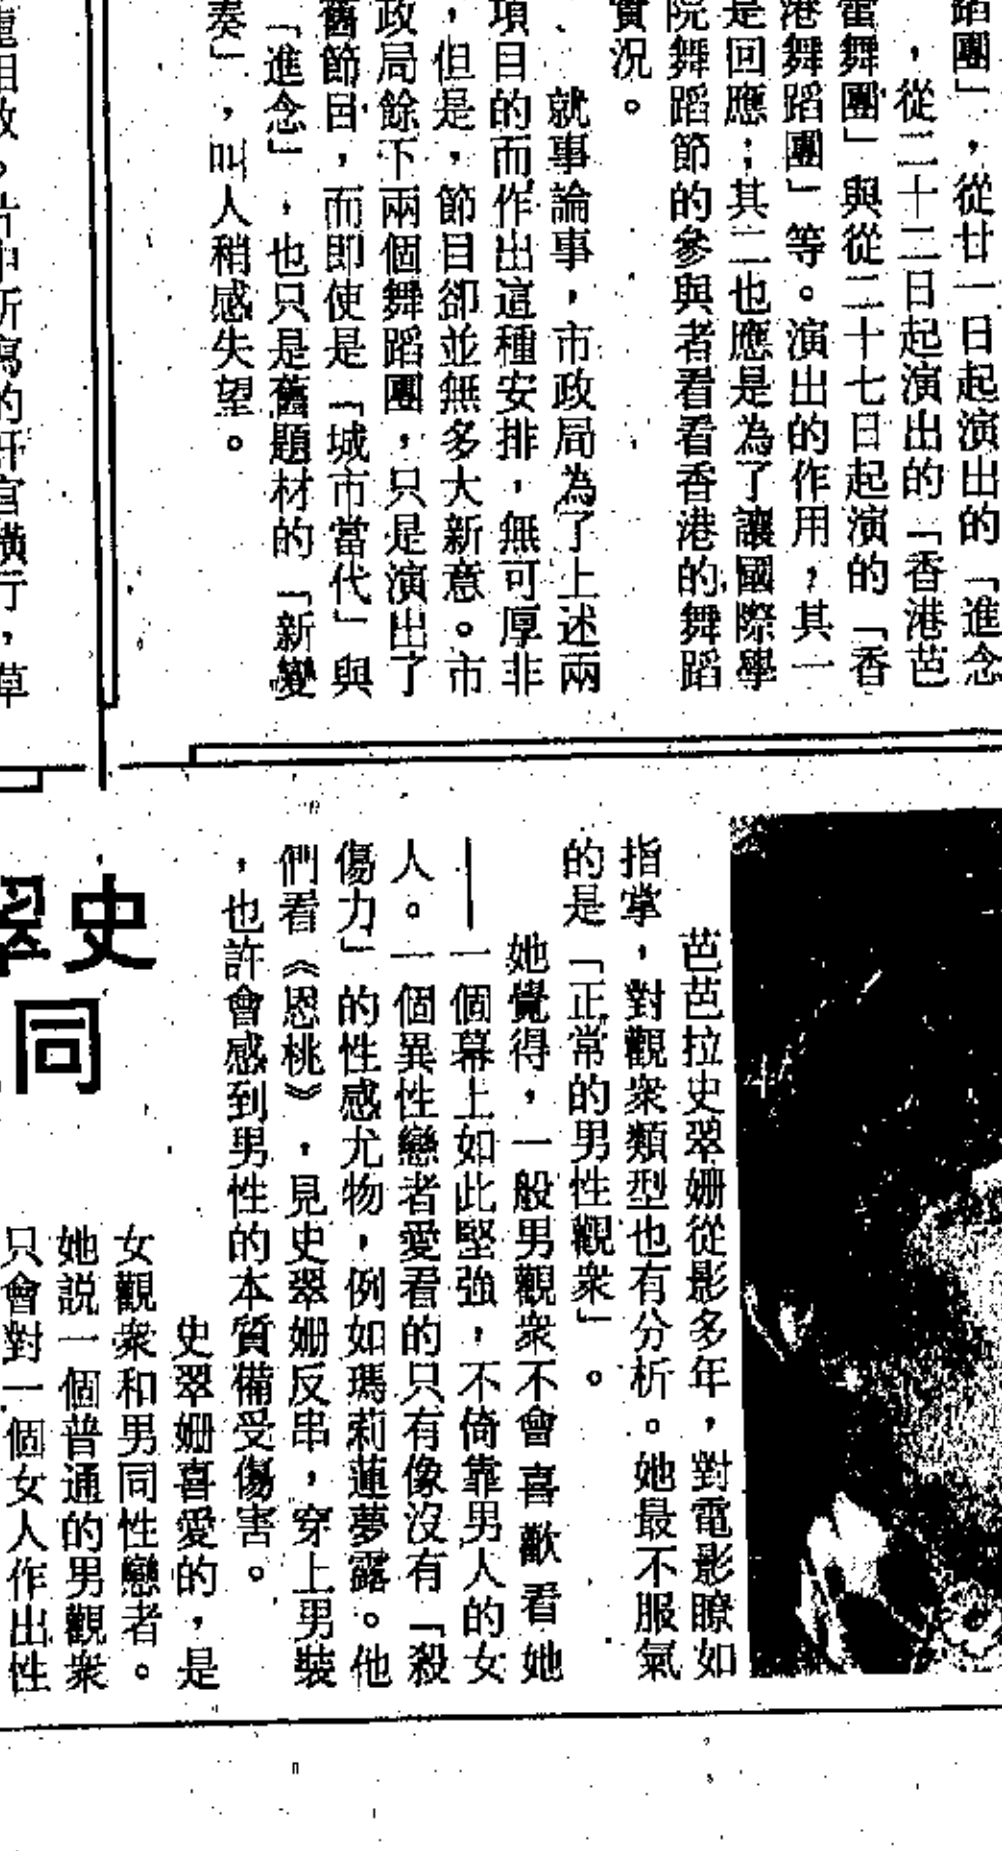 蹈團」，從廿一日起演出的「進念
」，從二十二日起演出的「香港芭
蕾舞團」與從二十七日起演的「香
港舞蹈團」等。演出的作用，其一
是回應；其二也應是為了讓國際學
院舞蹈節的參與者看看香港的舞蹈
實況。
就事論事，市政局為了上述兩
項目的而作出這種安排，無可厚非
，但是，節目卻並無多大新意。市
政局餘下兩個舞蹈團，只是演出了
舊節目，而即使是「城市當代」與
「進念」，也只是舊題材的「新變
奏」，叫人稍感失望。
芭芭拉史翠姍從影多年，對電影瞭如
指掌，對觀眾類型也有分析。她最不服氣
的是「正常的男性觀眾」。
她覺得，一般男觀眾不會喜歡看她
——一個幕上如此堅強，不倚靠男人的女
人。一個異性戀者愛看的只有像沒有「殺
傷力」的性感尤物，例如瑪莉蓮夢露。他
們看《恩桃》，見史翠姍反串，穿上男裝
，也許會感到男性的本質備受傷害。
史翠姍喜愛的，是
女觀眾和男同性戀者。
她說一個普通的男觀眾
只會對一個女人作出性
史
翠同